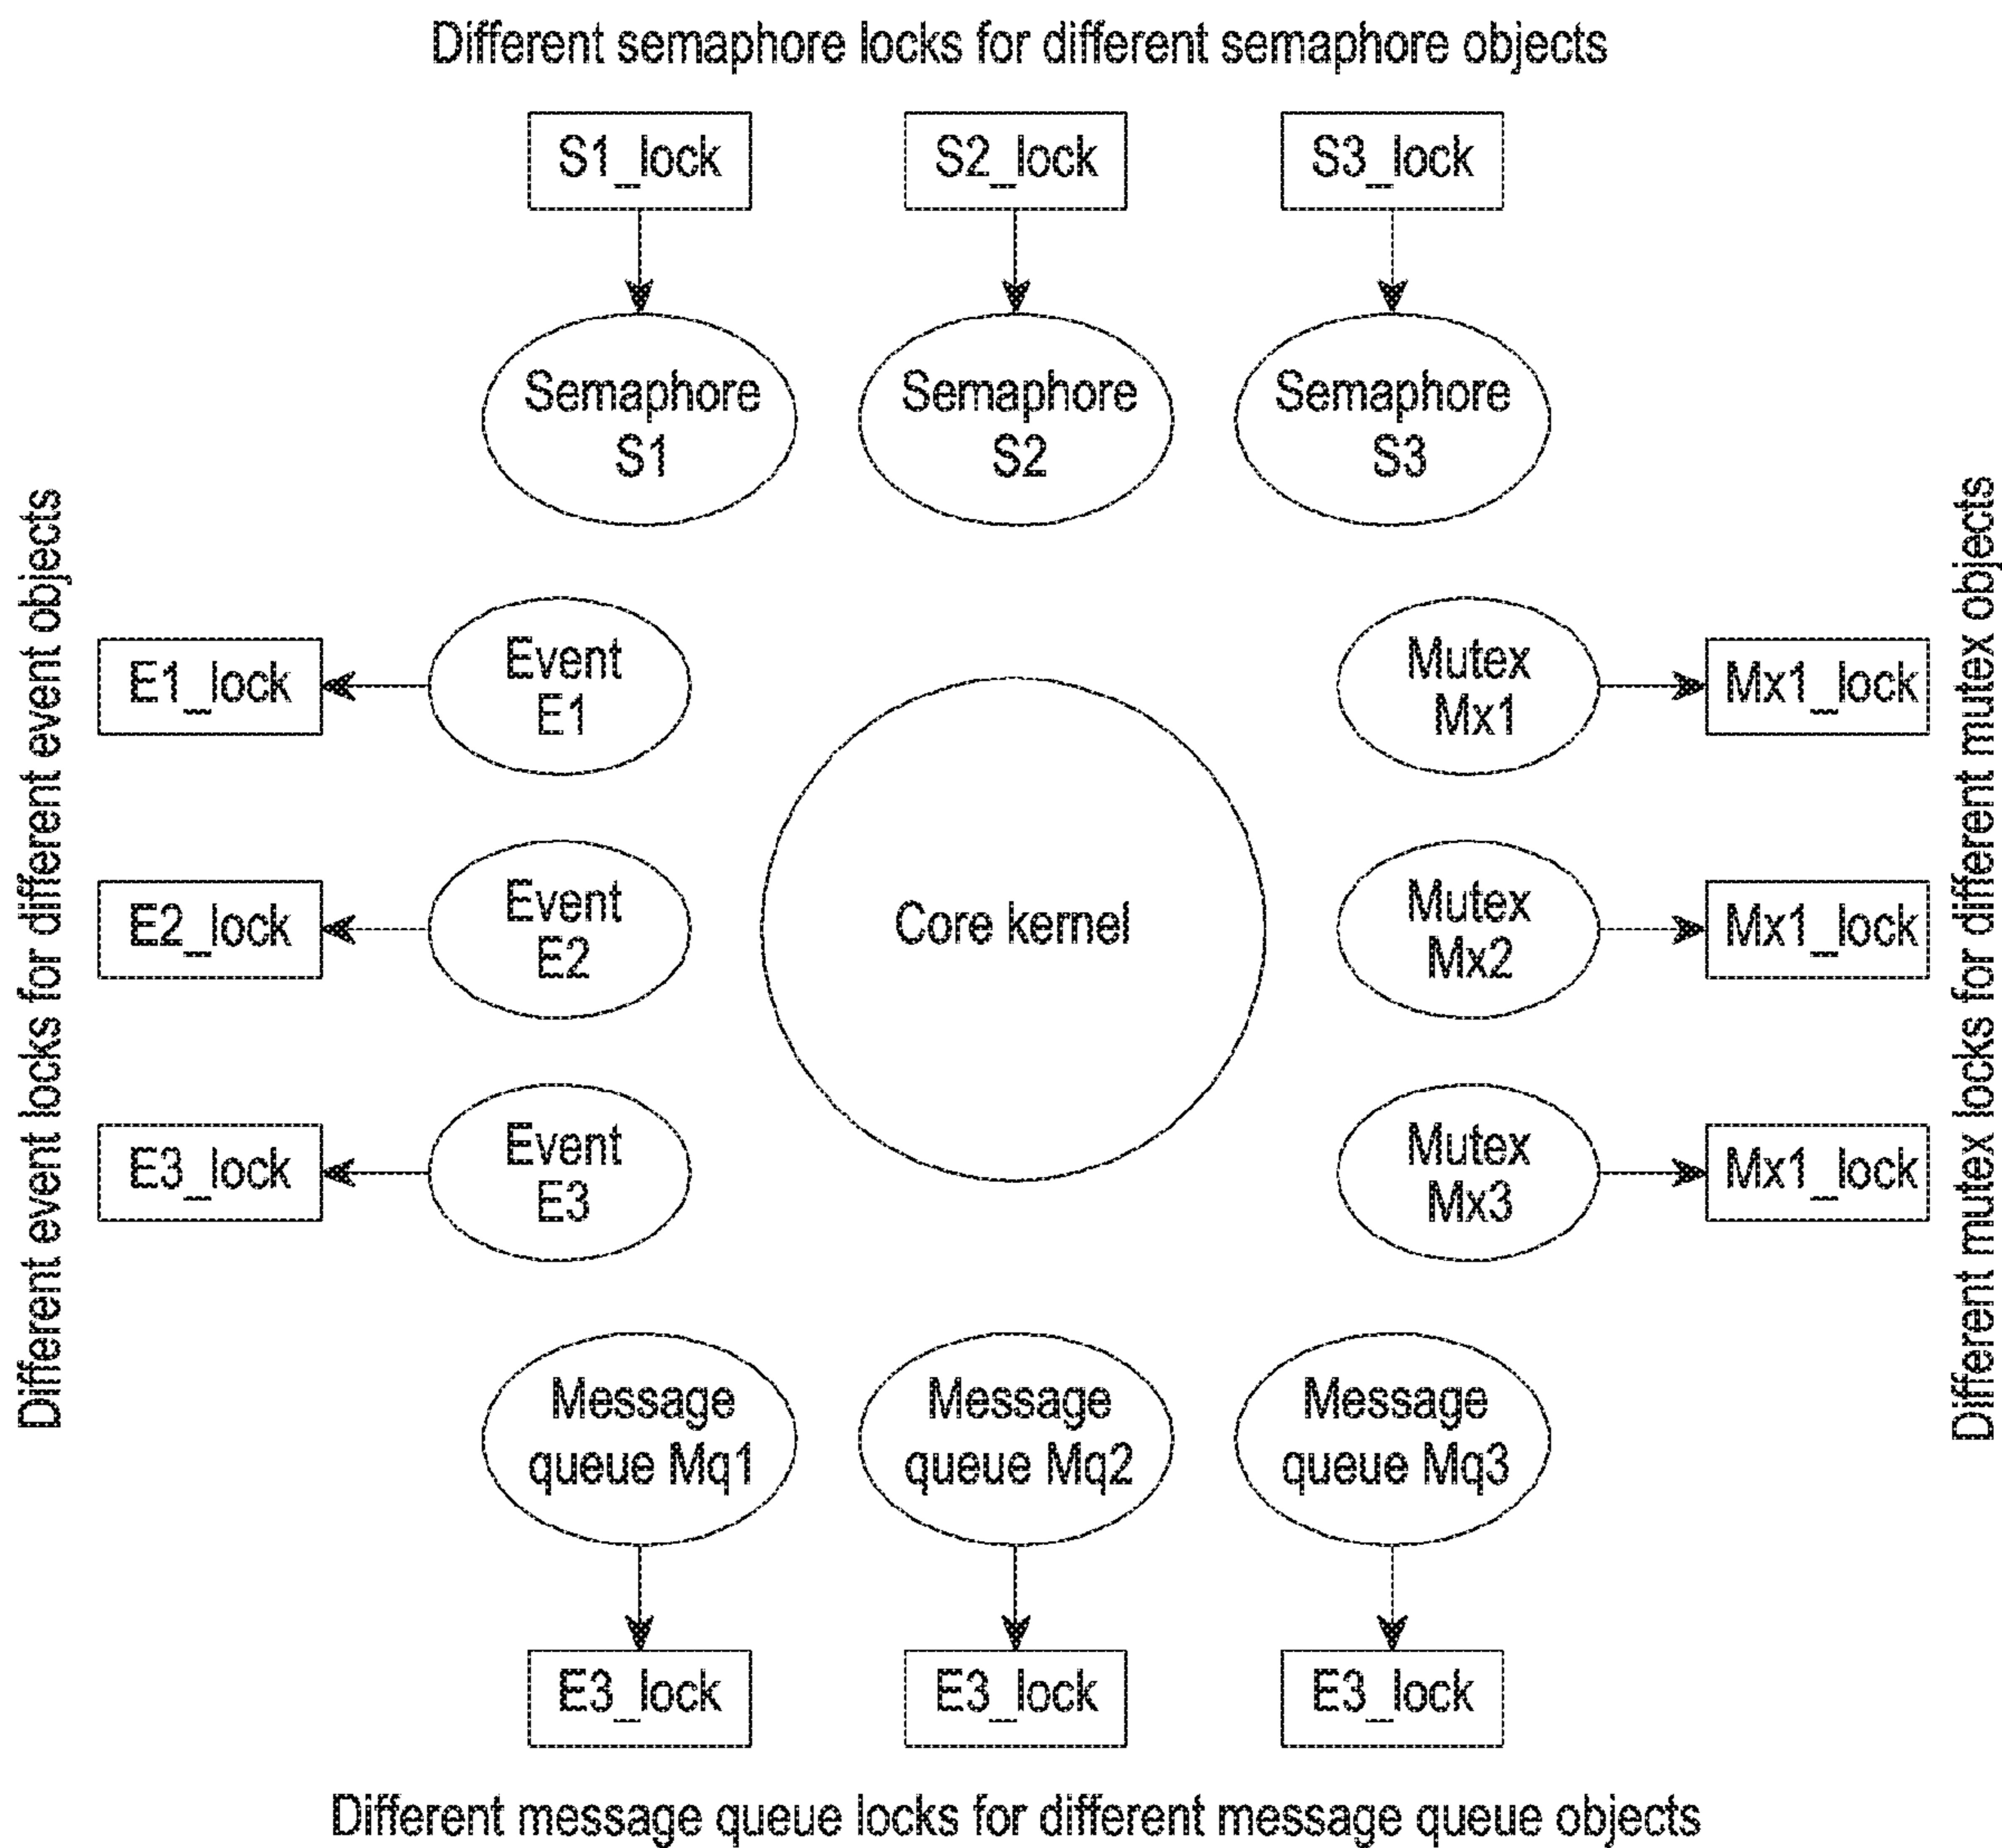 Different semaphore locks for different semaphore objects
S1_lock
S2_lock
S3_lock
Semaphore
S1
Semaphore
S2
Semaphore
S3
Different event locks for different event objects
E1_lock
Event
E1
Mutex
Mx1
Mx1_lock
E2_lock
Event
E2
Core kernel
Mutex
Mx2
Mx1_lock
E3_lock
Event
E3
Mutex
Mx3
Mx1_lock
Different mutex locks for different mutex objects
Message
queue Mq1
Message
queue Mq2
Message
queue Mq3
E3_lock
E3_lock
E3_lock
Different message queue locks for different message queue objects